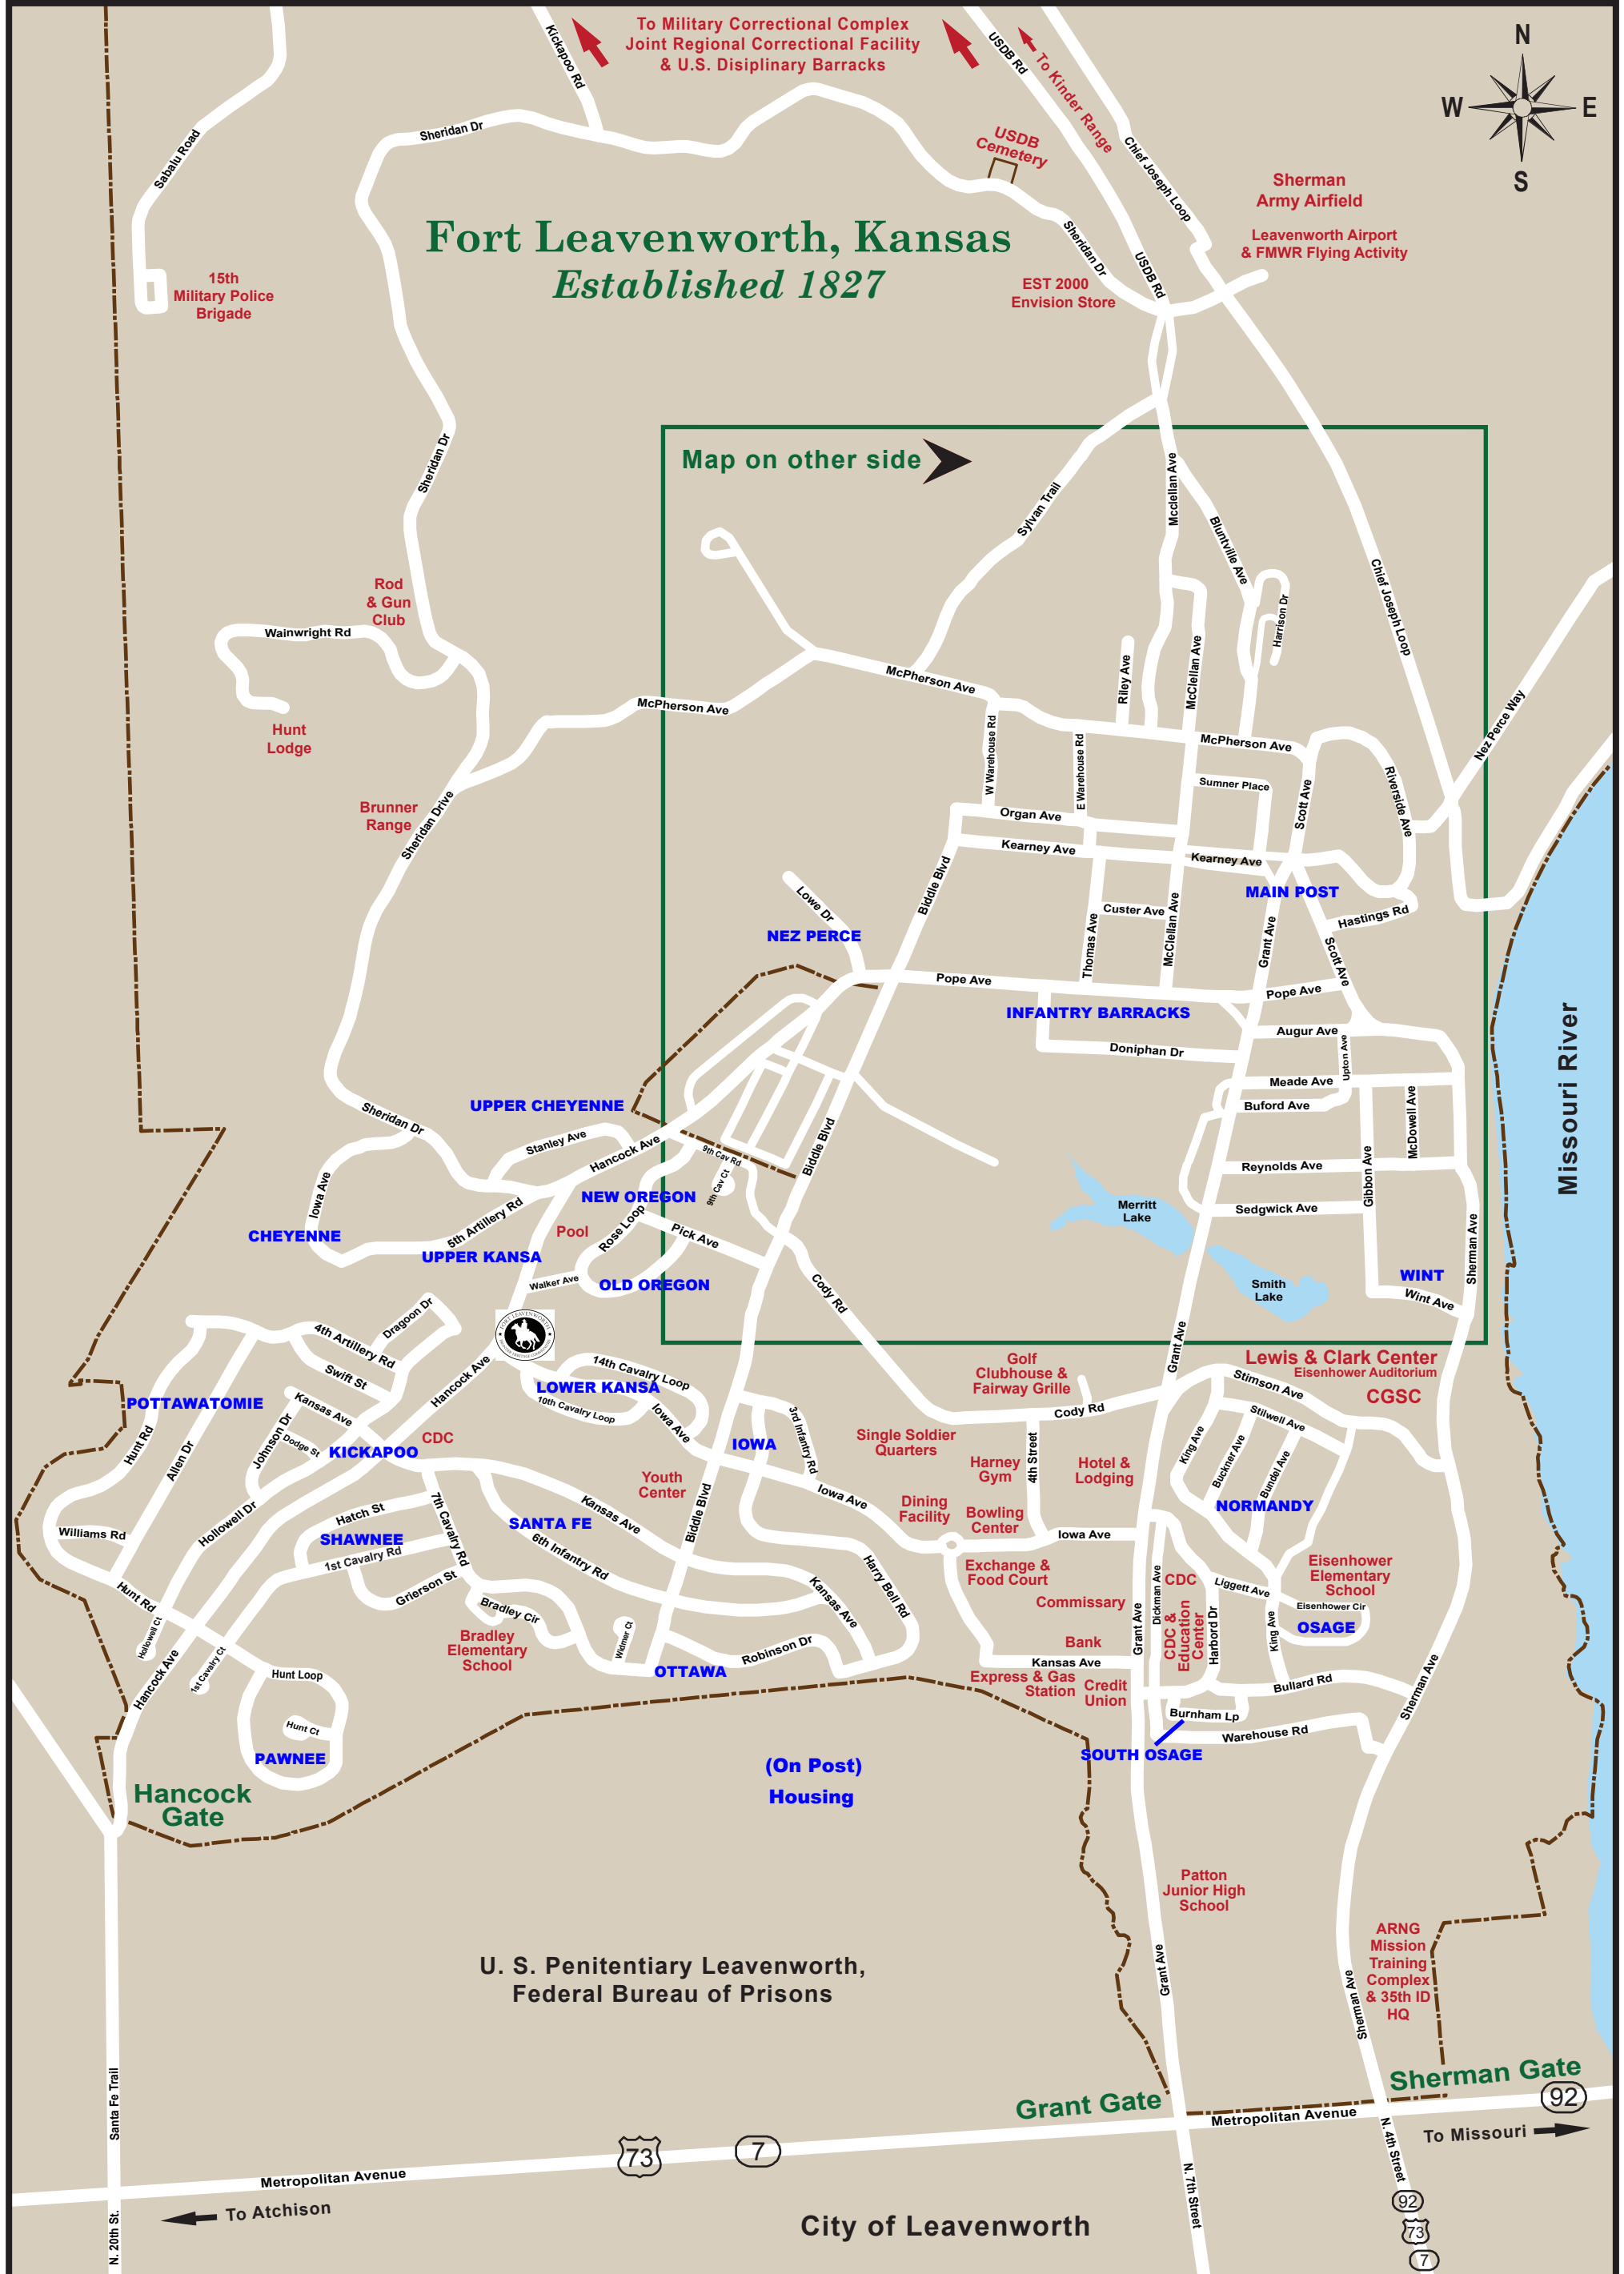 To Military Correctional Complex
Joint Regional Correctional Facility
& U.S. Disiplinary Barracks
Kickapoo Rd
USDB Rd
To Kinder Range
N
W
E
S
Sheridan Dr
Sabalu Road
USDB
Cemetery
Chief Joseph Loop
Sherman
Army Airfield
Leavenworth Airport
& FMWR Flying Activity
Fort Leavenworth, Kansas
Established 1827
Sheridan Dr
USDB Rd
15th
Military Police
Brigade
EST 2000
Envision Store
Map on other side
Sheridan Dr
Sylvan Trail
Mcclellan Ave
Bluntville Ave
Chief Joseph Loop
Rod
& Gun
Club
Wainwright Rd
Harrison Dr
Hunt
Lodge
McPherson Ave
McPherson Ave
Riley Ave
McClellan Ave
McPherson Ave
Nez Perce Way
W Warehouse Rd
E Warehouse Rd
Sumner Place
Scott Ave
Riverside Ave
Brunner
Range
Sheridan Drive
Organ Ave
Kearney Ave
Kearney Ave
MAIN POST
Biddle Blvd
Lowe Dr
NEZ PERCE
Custer Ave
Thomas Ave
McClellan Ave
Grant Ave
Hastings Rd
Scott Ave
Pope Ave
Pope Ave
INFANTRY BARRACKS
Doniphan Dr
Augur Ave
Upton Ave
Missouri River
Meade Ave
Buford Ave
McDowell Ave
UPPER CHEYENNE
Sheridan Dr
Stanley Ave
Hancock Ave
9th Cav Rd
9th Cav Ct
Biddle Blvd
Reynolds Ave
Gibbon Ave
Iowa Ave
NEW OREGON
Merritt
Lake
Sedgwick Ave
CHEYENNE
5th Artillery Rd
Pool
Rose Loop
Pick Ave
UPPER KANSA
Walker Ave
OLD OREGON
Smith
Lake
WINT
Wint Ave
Sherman Ave
Cody Rd
Dragoon Dr
4th Artillery Rd
FORT LEAVENWORTH
Grant Ave
Swift St
Hancock Ave
14th Cavalry Loop
LOWER KANSA
10th Cavalry Loop
Golf
Clubhouse &
Fairway Grille
Lewis & Clark Center
Eisenhower Auditorium
CGSC
Stimson Ave
POTTAWATOMIE
Kansas Ave
Johnson Dr
Dodge St
KICKAPOO
CDC
Iowa Ave
IOWA
3rd Infantry Rd
Cody Rd
Stilwell Ave
Hunt Rd
Allen Dr
Single Soldier
Quarters
Harney
Gym
4th Street
Hotel &
Lodging
King Ave
Buckner Ave
Bundel Ave
NORMANDY
Youth
Center
Iowa Ave
Dining
Facility
Bowling
Center
Hollowell Dr
Hatch St
SHAWNEE
7th Cavalry Rd
SANTA FE
Kansas Ave
Biddle Blvd
Williams Rd
1st Cavalry Rd
6th Infantry Rd
Iowa Ave
Exchange &
Food Court
Dickman Ave
CDC
Eisenhower
Elementary
School
Hunt Rd
Grierson St
Bradley Cir
Kansas Ave
Harry Bell Rd
Commissary
Liggett Ave
Eisenhower Cir
OSAGE
Hollowell Ct
Bradley
Elementary
School
Widmer Ct
Robinson Dr
Bank
Grant Ave
CDC &
Education
Center
Harbord Dr
King Ave
Hancock Ave
1st Cavalry Ct
Hunt Loop
OTTAWA
Kansas Ave
Express & Gas
Station
Credit
Union
Bullard Rd
Sherman Ave
Hunt Ct
PAWNEE
Burnham Lp
Warehouse Rd
SOUTH OSAGE
(On Post)
Housing
Hancock
Gate
Patton
Junior High
School
U. S. Penitentiary Leavenworth,
Federal Bureau of Prisons
Grant Ave
ARNG
Mission
Training
Complex
& 35th ID
HQ
Sherman Ave
Santa Fe Trail
Grant Gate
Sherman Gate
92
Metropolitan Avenue
To Missouri
73
7
N. 4th Street
Metropolitan Avenue
To Atchison
N. 20th St.
City of Leavenworth
N. 7th Street
92
73
7